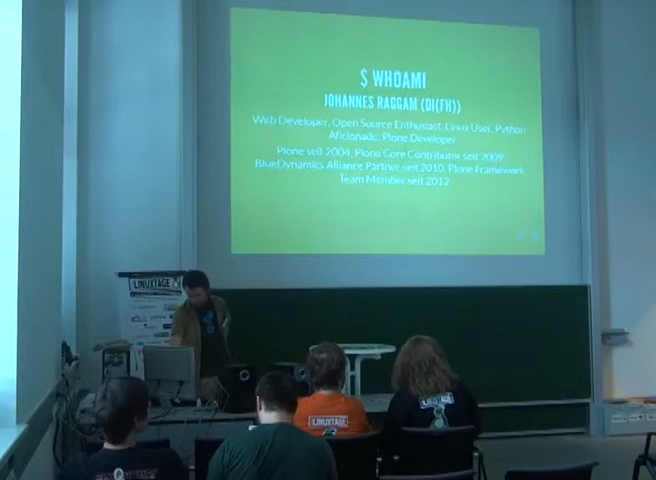 $ WHOAMI
JOHANNES RAGGAM (DI(FH))
Web Developer, Open Source Enthusiast, Linux User, Python
Aficionado, Plone Developer
Plone seit 2004, Plone Core Contributor seit 2009
BlueDynamics Alliance Partner seit 2010, Plone Framework
Team Member seit 2012
LINUXTAGE
LINUXTAGE
LINUXTAGE